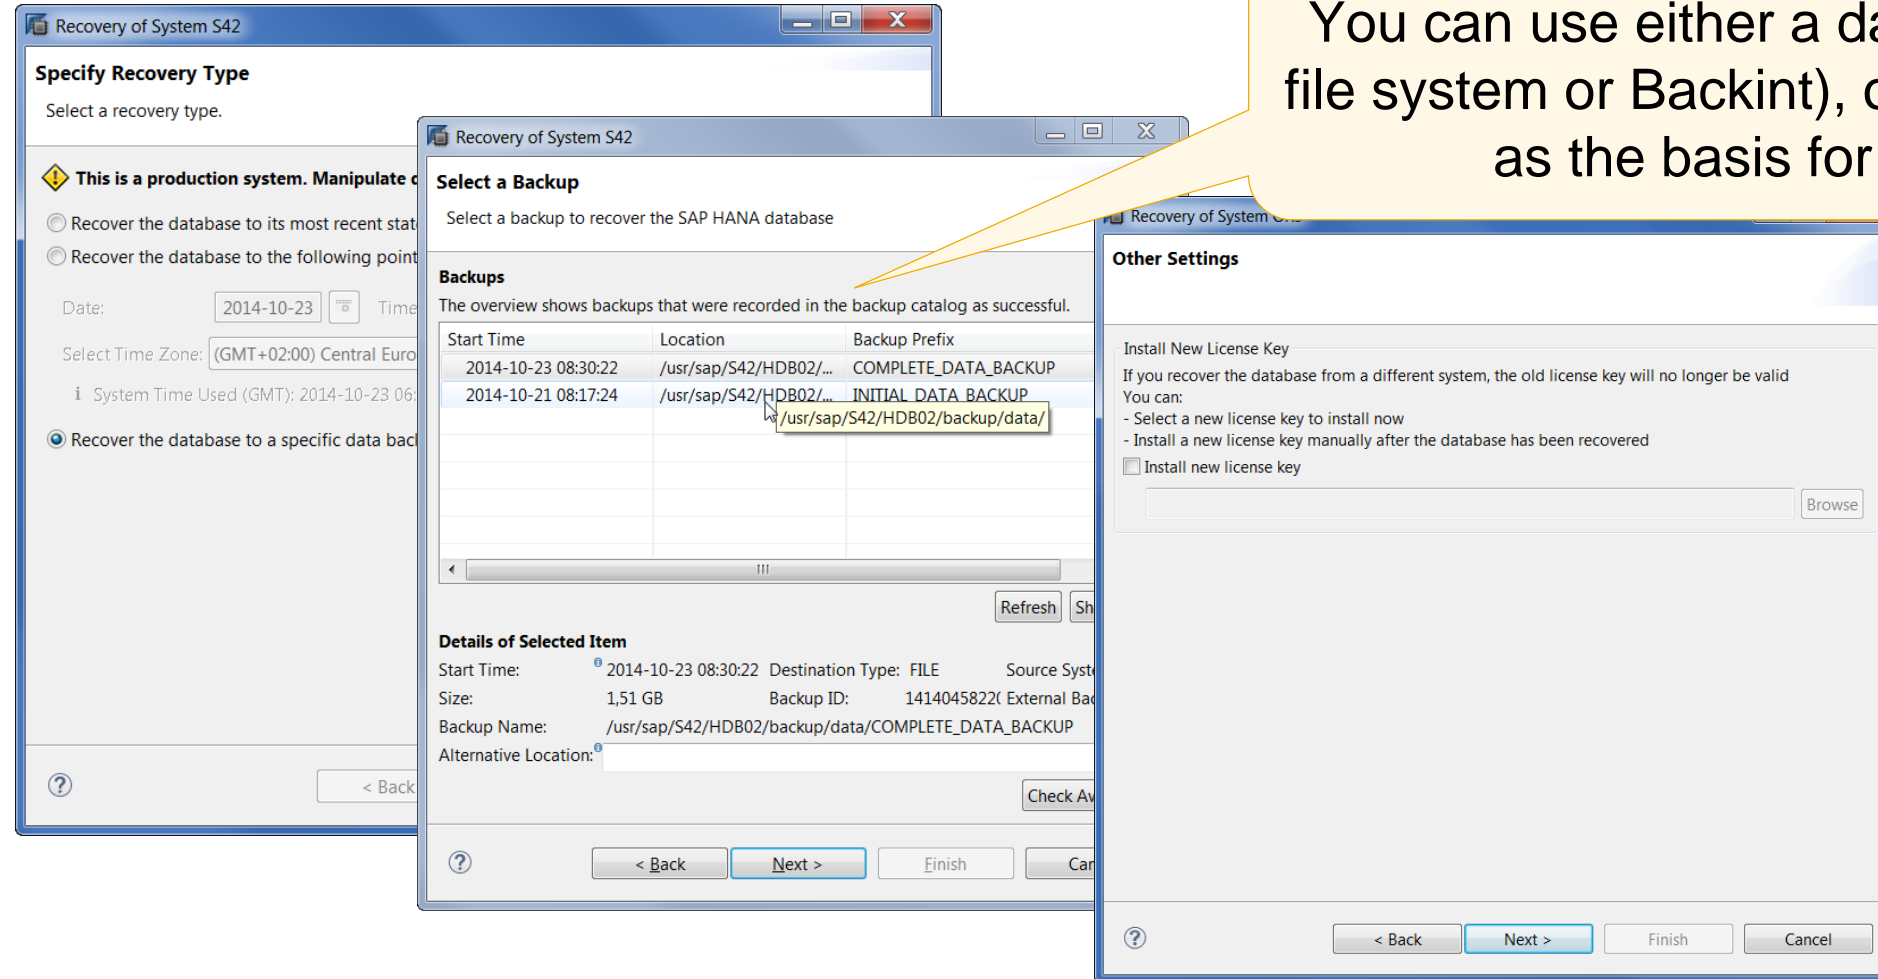 Recovery of System S42
Specify Recovery Type
Select a recovery type.
This is a production system. Manipulate
Recover the database to its most recent stat
Recover the database to the following point
Date: 2014-10-23 Time
Select Time Zone: (GMT+02:00) Central Euro
System Time Used (GMT): 2014-10-23 06:
Recover the database to a specific data back
< Back
Recovery of System S42
Select a Backup
Select a backup to recover the SAP HANA database
Backups
The overview shows backups that were recorded in the backup catalog as successful.
Start Time Location Backup Prefix
2014-10-23 08:30:22 /usr/sap/S42/HDB02/... COMPLETE_DATA_BACKUP
2014-10-21 08:17:24 /usr/sap/S42/HDB02/... INITIAL_DATA_BACKUP
/usr/sap/S42/HDB02/backup/data/
Refresh Sh
Details of Selected Item
Start Time: 2014-10-23 08:30:22 Destination Type: FILE Source Syste
Size: 1,51 GB Backup ID: 1414045822 External Bac
Backup Name: /usr/sap/S42/HDB02/backup/data/COMPLETE_DATA_BACKUP
Alternative Location:
Check Av
< Back Next > Finish Can
You can use either a da
file system or Backint), o
as the basis for
Recovery of System
Other Settings
Install New License Key
If you recover the database from a different system, the old license key will no longer be valid
You can:
- Select a new license key to install now
- Install a new license key manually after the database has been recovered
Install new license key
Browse
< Back Next > Finish Cancel